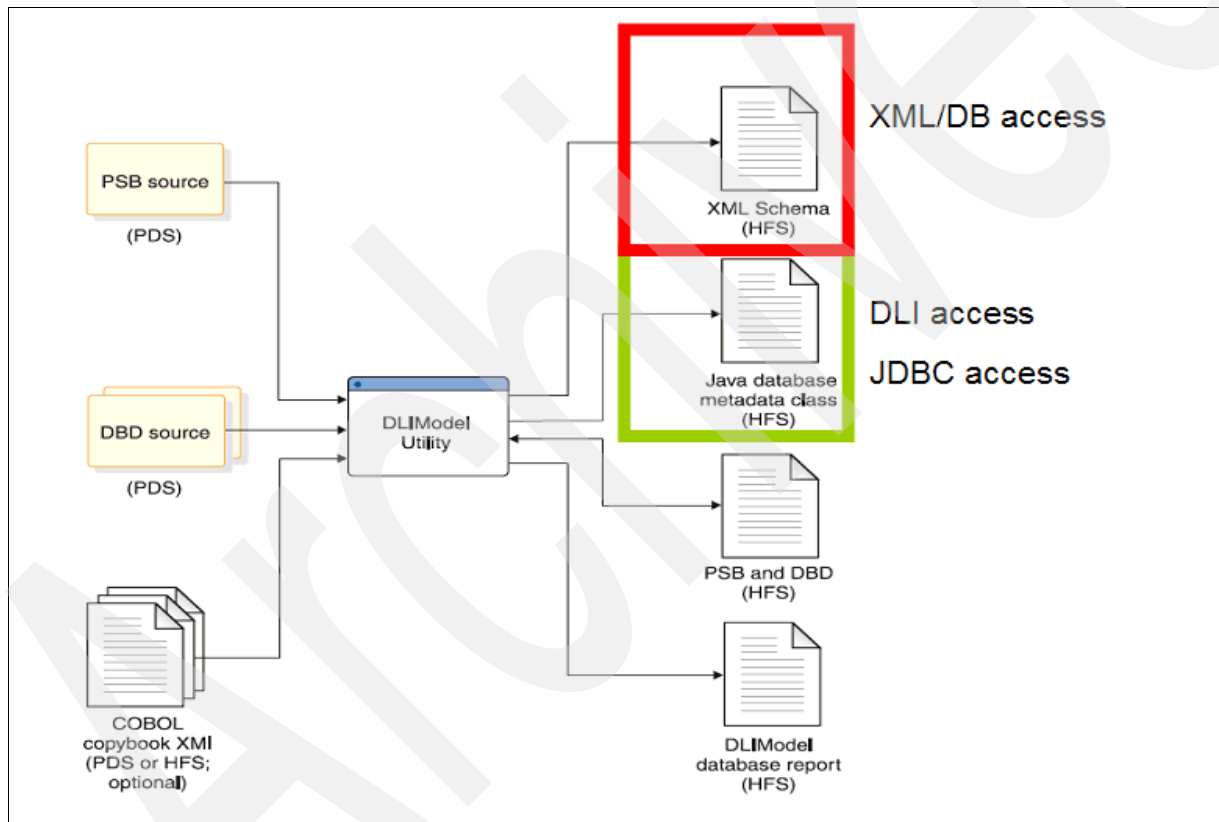 PSB source
(PDS)
DBD source
(PDS)
COBOL
copybook XMI
(PDS or HFS;
optional)
DLIModel
Utility
XML Schema
(HFS)
XML/DB access
Java database
metadata class
(HFS)
DLI access
JDBC access
PSB and DBD
(HFS)
DLIModel
database report
(HFS)
Archived